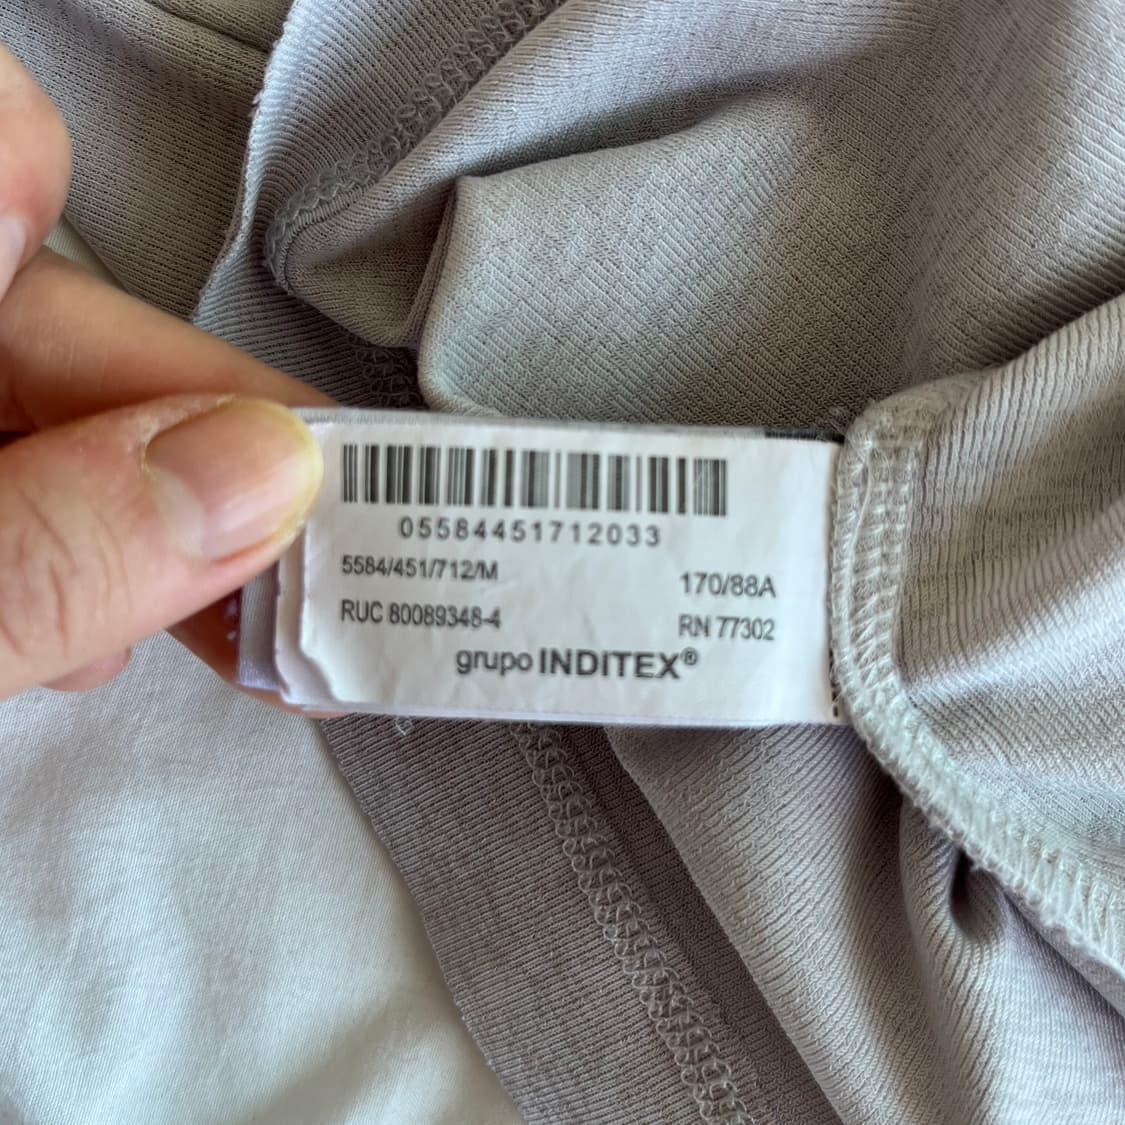 05584451712033
5584/451/712/M
170/88A
RUC 80089348-4
RN 77302
grupo INDITEX®